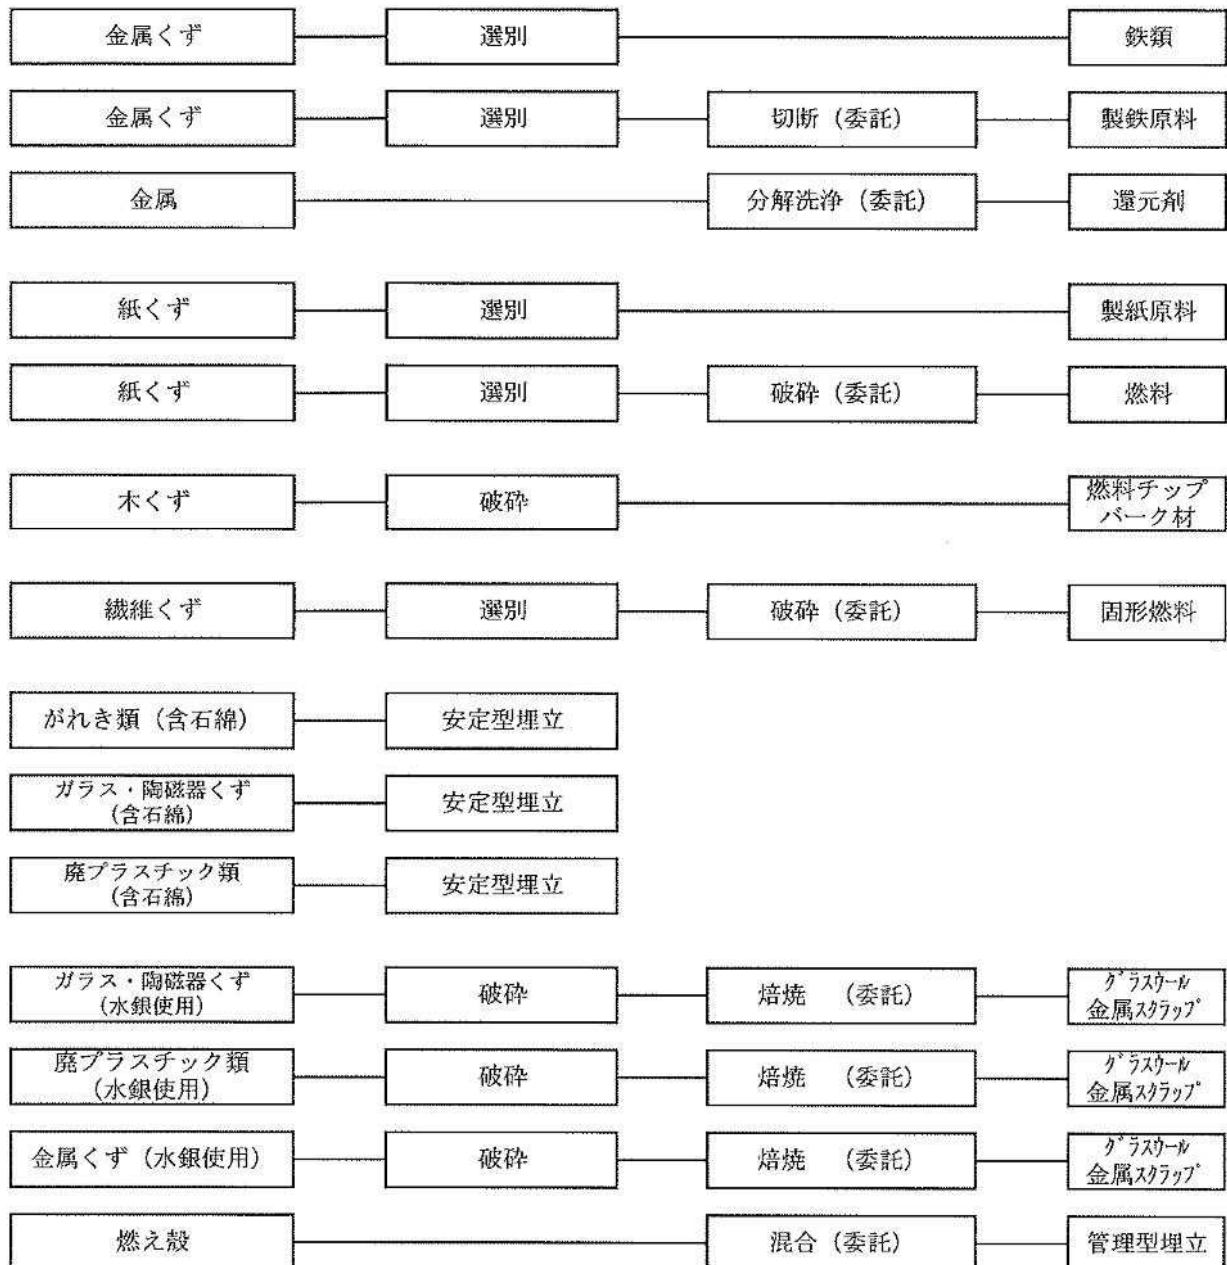 金属くず 選別 鉄類
金属くず 選別 切断（委託） 製鉄原料
金属 分解洗浄（委託） 還元剤
紙くず 選別 製紙原料
紙くず 選別 破砕（委託） 燃料
木くず 破砕 燃料チップ
バーク材
繊維くず 選別 破砕（委託） 固形燃料
がれき類（含石綿） 安定型埋立
ガラス・陶磁器くず
(含石綿)
安定型埋立
廃プラスチック類
(含石綿)
安定型埋立
ガラス・陶磁器くず
(水銀使用)
破砕 焙焼　（委託） ｸﾞﾗｽｳｰﾙ
金属ｽｸﾗｯﾌﾟ
廃プラスチック類
(水銀使用)
破砕 焙焼　（委託） ｸﾞﾗｽｳｰﾙ
金属ｽｸﾗｯﾌﾟ
金属くず（水銀使用） 破砕 焙焼　（委託） ｸﾞﾗｽｳｰﾙ
金属ｽｸﾗｯﾌﾟ
燃え殻 混合（委託） 管理型埋立